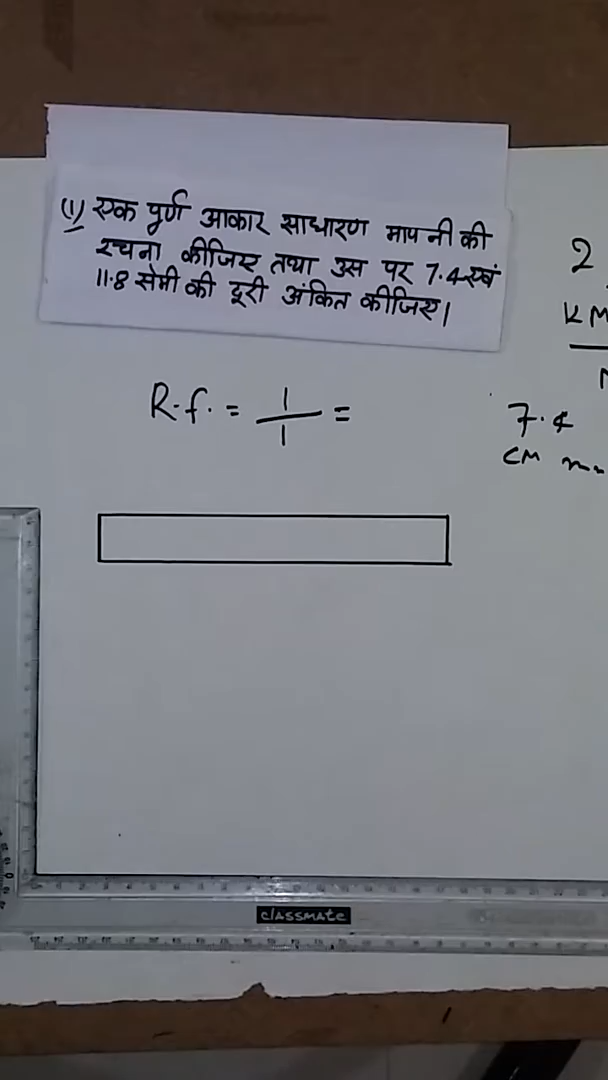 (1) एक पूर्ण आकार साधारण मापनी की
रचना कीजिए तथा उस पर 7.4 एवं
11.8 सेमी की दूरी अंकित कीजिए।
2
KM
R.f. = 1/1 =
7.4
CM
classmate